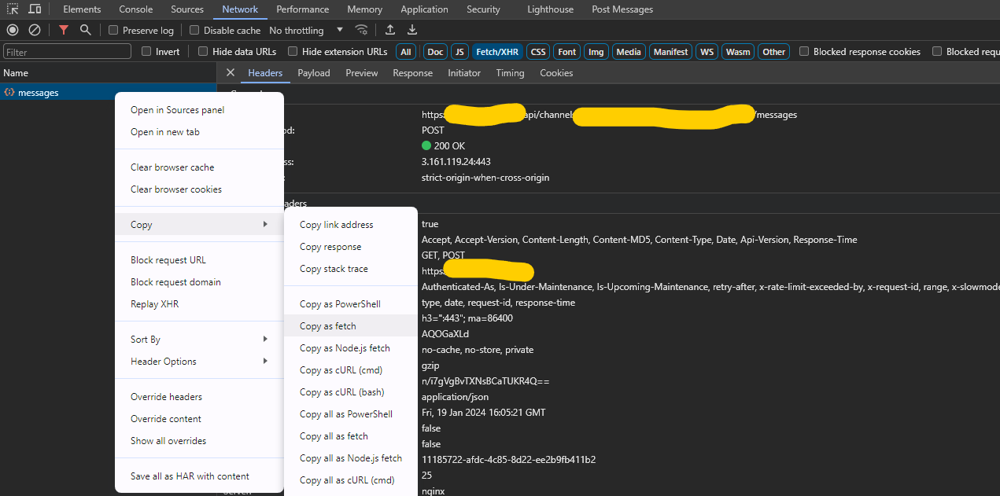 Elements Console Sources Network Performance Memory Application Security Lighthouse Post Messages
Preserve log Disable cache No throttling
Filter Invert Hide data URLs Hide extension URLs All Doc JS Fetch/XHR CSS Font Img Media Manifest WS Wasm Other Blocked response cookies Blocked requ
Name Headers Payload Preview Response Initiator Timing Cookies
messages
Open in Sources panel
Open in new tab
Clear browser cache
Clear browser cookies
Copy
Block request URL
Block request domain
Replay XHR
Sort By
Header Options
Override headers
Override content
Show all overrides
Save all as HAR with content
Copy link address
Copy response
Copy stack trace
Copy as PowerShell
Copy as fetch
Copy as Node.js fetch
Copy as cURL (cmd)
Copy as cURL (bash)
Copy all as PowerShell
Copy all as fetch
Copy all as Node.js fetch
Copy all as cURL (cmd)
https: api/channel /messages
od: POST
200 OK
ss: 3.161.119.24:443
: strict-origin-when-cross-origin
aders
true
Accept, Accept-Version, Content-Length, Content-MD5, Content-Type, Date, Api-Version, Response-Time
GET, POST
https:
Authenticated-As, Is-Under-Maintenance, Is-Upcoming-Maintenance, retry-after, x-rate-limit-exceeded-by, x-request-id, range, x-slowmode
type, date, request-id, response-time
h3=":443"; ma=86400
AQOGaXLd
no-cache, no-store, private
gzip
n/i7gVgBvTXNsBCaTUKR4Q==
application/json
Fri, 19 Jan 2024 16:05:21 GMT
false
false
11185722-afdc-4c85-8d22-ee2b9fb411b2
25
nginx